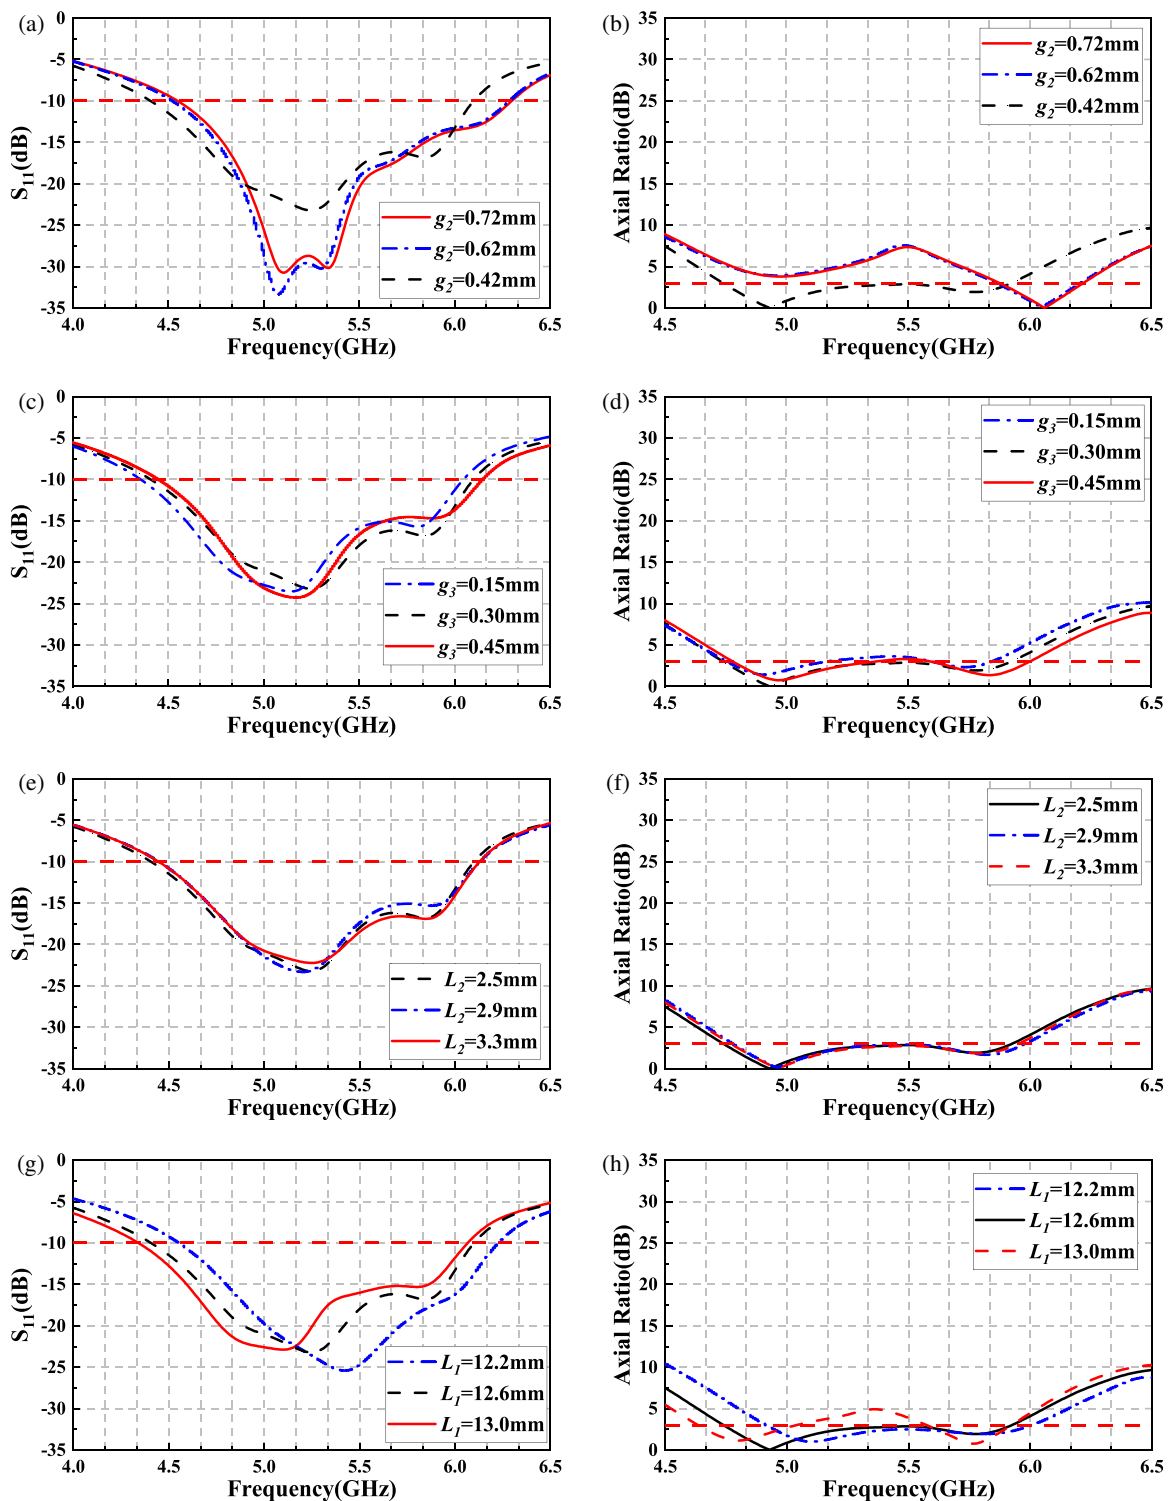 (a)
0
-5
-10
-15
-20
-25
-30
-35
S11(dB)
g2=0.72mm
g2=0.62mm
g2=0.42mm
4.0 4.5 5.0 5.5 6.0 6.5
Frequency(GHz)
(b)
35
30
25
20
15
10
5
0
Axial Ratio(dB)
g2=0.72mm
g2=0.62mm
g2=0.42mm
4.5 5.0 5.5 6.0 6.5
Frequency(GHz)
(c)
0
-5
-10
-15
-20
-25
-30
-35
S11(dB)
g3=0.15mm
g3=0.30mm
g3=0.45mm
4.0 4.5 5.0 5.5 6.0 6.5
Frequency(GHz)
(d)
35
30
25
20
15
10
5
0
Axial Ratio(dB)
g3=0.15mm
g3=0.30mm
g3=0.45mm
4.5 5.0 5.5 6.0 6.5
Frequency(GHz)
(e)
0
-5
-10
-15
-20
-25
-30
-35
S11(dB)
L2=2.5mm
L2=2.9mm
L2=3.3mm
4.0 4.5 5.0 5.5 6.0 6.5
Frequency(GHz)
(f)
35
30
25
20
15
10
5
0
Axial Ratio(dB)
L2=2.5mm
L2=2.9mm
L2=3.3mm
4.5 5.0 5.5 6.0 6.5
Frequency(GHz)
(g)
0
-5
-10
-15
-20
-25
-30
-35
S11(dB)
L1=12.2mm
L1=12.6mm
L1=13.0mm
4.0 4.5 5.0 5.5 6.0 6.5
Frequency(GHz)
(h)
35
30
25
20
15
10
5
0
Axial Ratio(dB)
L1=12.2mm
L1=12.6mm
L1=13.0mm
4.5 5.0 5.5 6.0 6.5
Frequency(GHz)